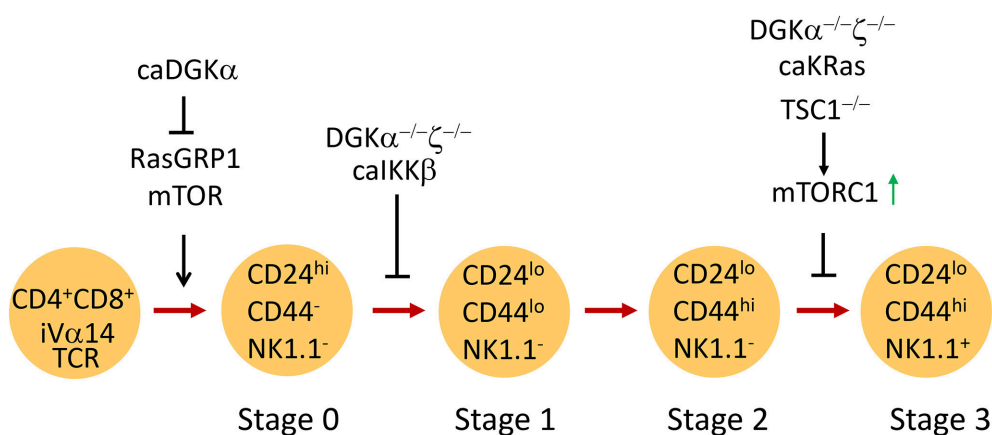 caDGKα
RasGRP1
mTOR
DGKα⁻/⁻ζ⁻/⁻
caIKKβ
DGKα⁻/⁻ζ⁻/⁻
caKRas
TSC1⁻/⁻
mTORC1
CD4⁺CD8⁺
iVα14
TCR
CD24ʰⁱ
CD44⁻
NK1.1⁻
CD24ˡᵒ
CD44ˡᵒ
NK1.1⁻
CD24ˡᵒ
CD44ʰⁱ
NK1.1⁻
CD24ˡᵒ
CD44ʰⁱ
NK1.1⁺
Stage 0
Stage 1
Stage 2
Stage 3